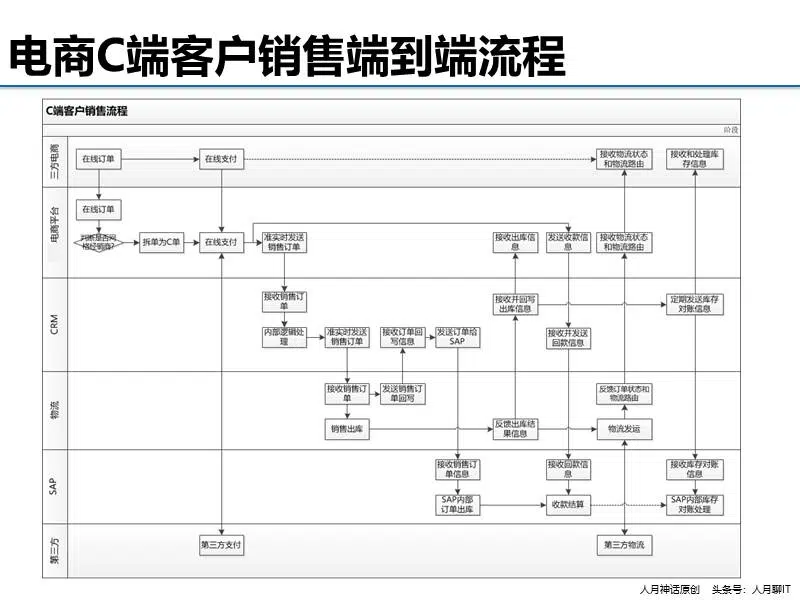 电商C端客户销售端到端流程
C端客户销售流程
阶段
三方电商
在线订单
在线支付
接收物流状态
和物流路由
接收和处理库
存信息
电商平台
在线订单
判断是否网
格经销商?
拆单为C单
在线支付
准实时发送
销售订单
接收出库信
息
发送收款信
息
接收物流状态
和物流路由
CRM
接收销售订
单
内部逻辑处
理
准实时发送
销售订单
接收订单回
写信息
发送订单给
SAP
接收并回写
出库信息
接收并发送
回款信息
定期发送库存
对账信息
物流
接收销售订
单
发送销售订
单回写
销售出库
反馈出库结
果信息
反馈订单状态和
物流路由
物流发运
SAP
接收销售订
单信息
SAP内部
订单出库
接收回款信
息
收款结算
接收库存对账
信息
SAP内部库存
对账处理
第三方
第三方支付
第三方物流
人月神话原创 头条号：人月聊IT